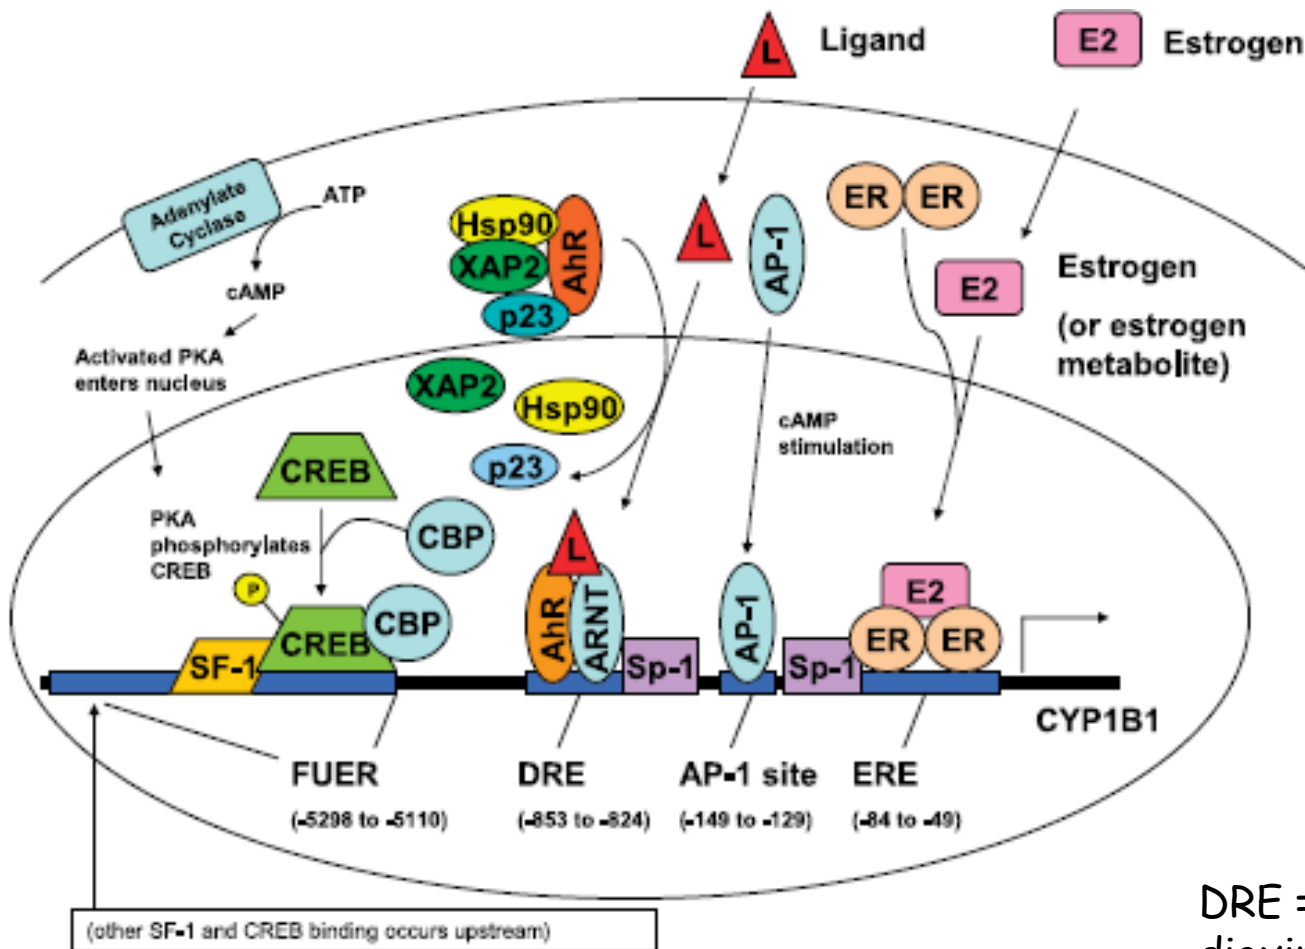 L
Ligand
E2
Estrogen
Adenylate
Cyclase
ATP
cAMP
Activated PKA
enters nucleus
Hsp90
XAP2
AhR
p23
L
AP-1
ER
ER
E2
Estrogen
(or estrogen
metabolite)
XAP2
Hsp90
p23
cAMP
stimulation
CREB
CBP
PKA
phosphorylates
CREB
P
SF-1
CREB
CBP
L
AhR
ARNT
Sp-1
AP-1
Sp-1
E2
ER
ER
CYP1B1
FUER
(-5298 to -5110)
DRE
(-853 to -824)
AP-1 site
(-149 to -129)
ERE
(-84 to -49)
(other SF-1 and CREB binding occurs upstream)
DRE =